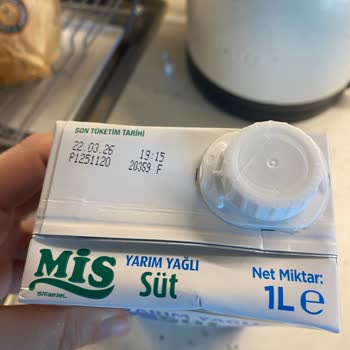 SON TÜKETİM TARİHİ
22.03.26 19:15
P1251120 20359 F
MİS
YARIM YAĞLI
Süt
Net Miktar:
1L e